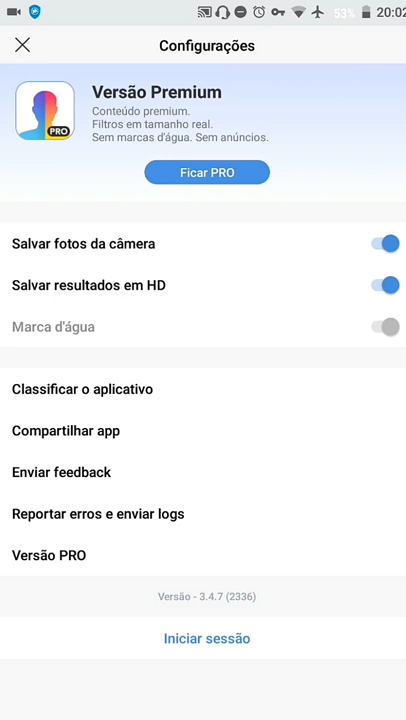 53% 20:02
Configurações
Versão Premium
Conteúdo premium.
Filtros em tamanho real.
Sem marcas d'água. Sem anúncios.
PRO
Ficar PRO
Salvar fotos da câmera
Salvar resultados em HD
Marca d'água
Classificar o aplicativo
Compartilhar app
Enviar feedback
Reportar erros e enviar logs
Versão PRO
Versão - 3.4.7 (2336)
Iniciar sessão